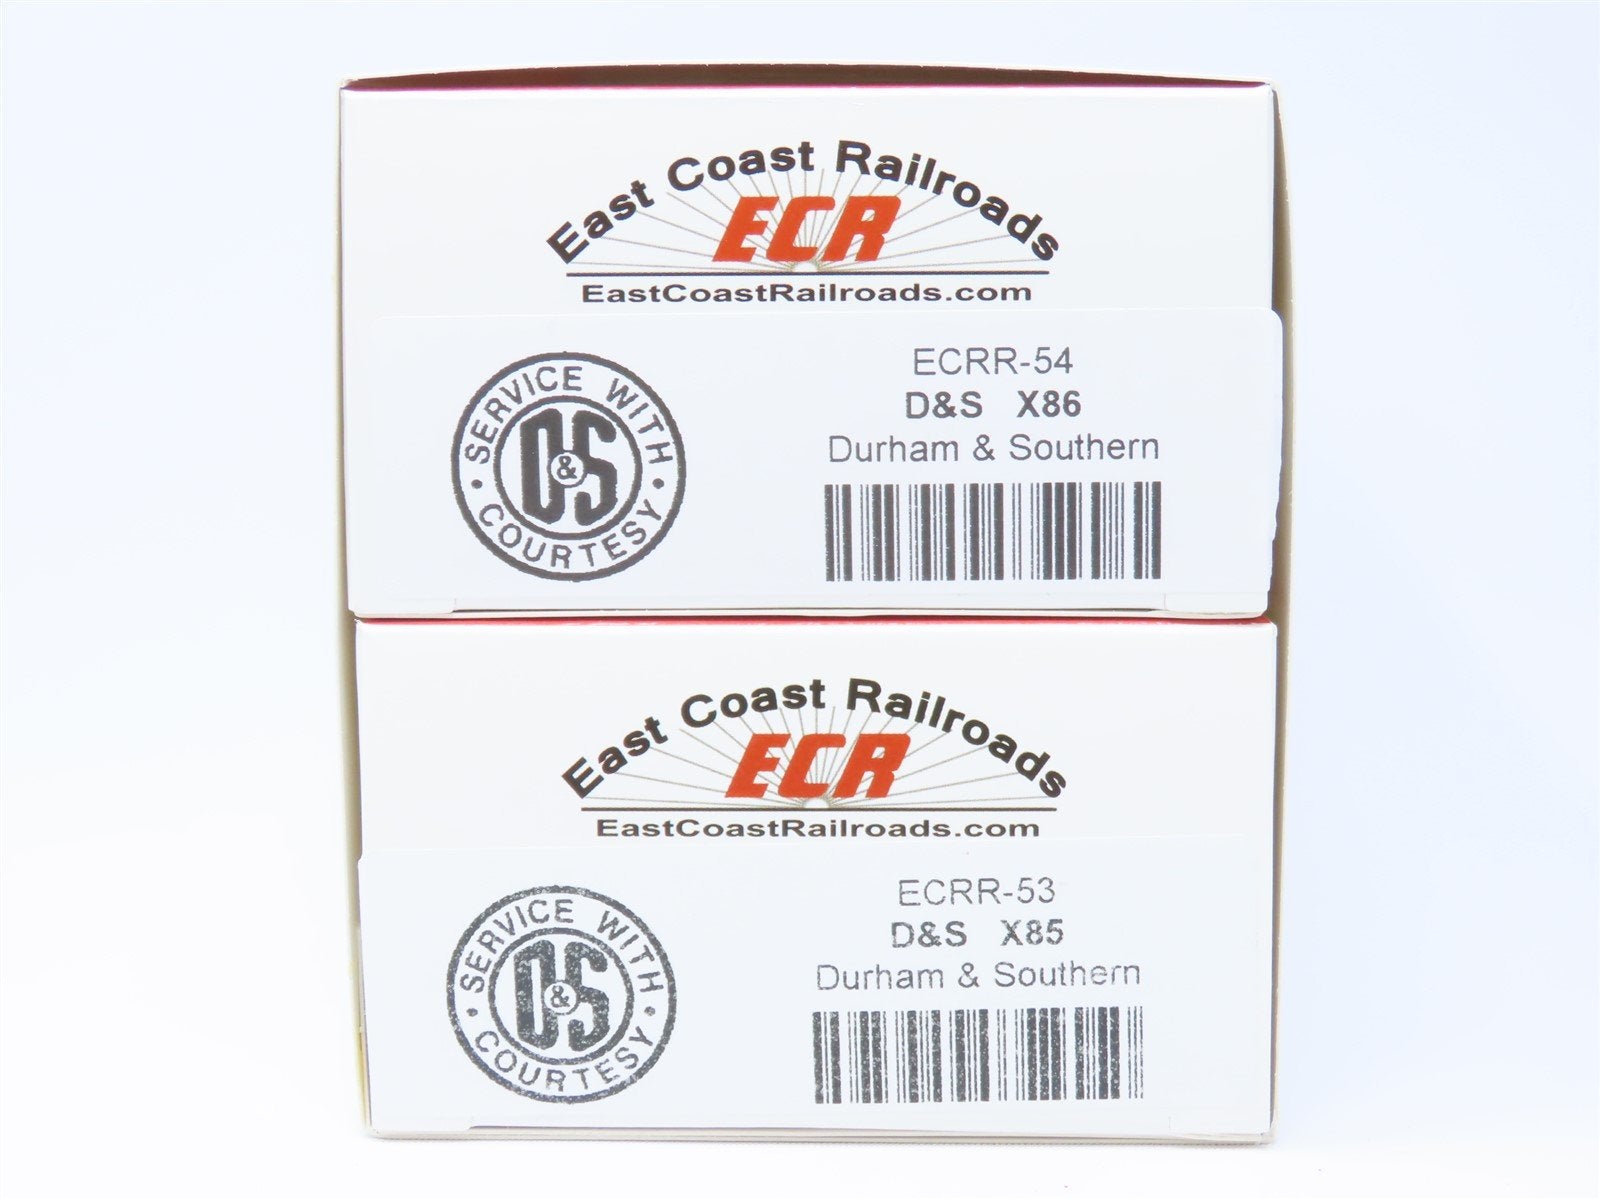 East Coast Railroads
ECR
EastCoastRailroads.com
SERVICE WITH
D&S
• COURTESY •
ECRR-54
D&S X86
Durham & Southern
East Coast Railroads
ECR
EastCoastRailroads.com
SERVICE WITH
D&S
• COURTESY •
ECRR-53
D&S X85
Durham & Southern